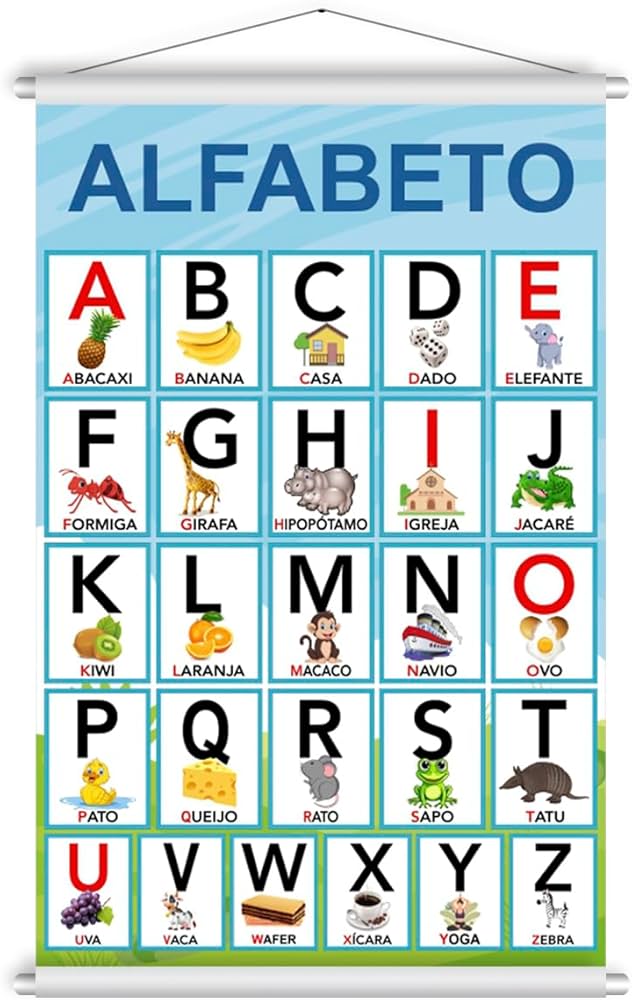 ALFABETO
A B C D E
ABACAXI BANANA CASA DADO ELEFANTE
F G H I J
FORMIGA GIRAFA HIPOPÓTAMO IGREJA JACARÉ
K L M N O
KIWI LARANJA MACACO NAVIO OVO
P Q R S T
PATO QUEIJO RATO SAPO TATU
U V W X Y Z
UVA VACA WAFER XÍCARA YOGA ZEBRA